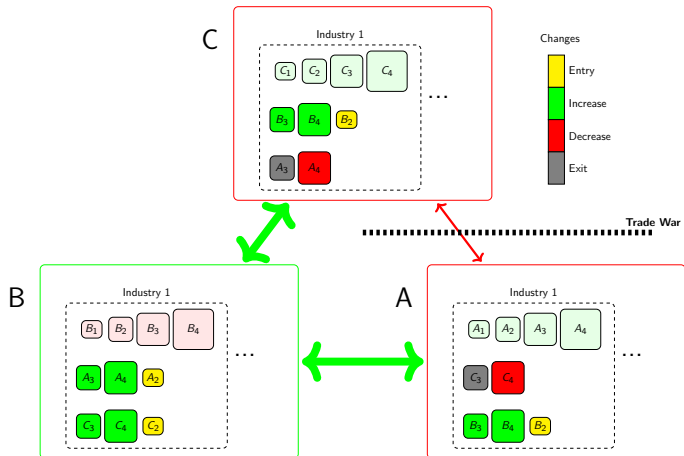 C
Industry 1
C1 C2 C3 C4
B3 B4 B2
...
A3 A4
Changes
Entry
Increase
Decrease
Exit
Trade War
B
Industry 1
B1 B2 B3 B4
...
A3 A4 A2
C3 C4 C2
A
Industry 1
A1 A2 A3 A4
...
C3 C4
B3 B4 B2